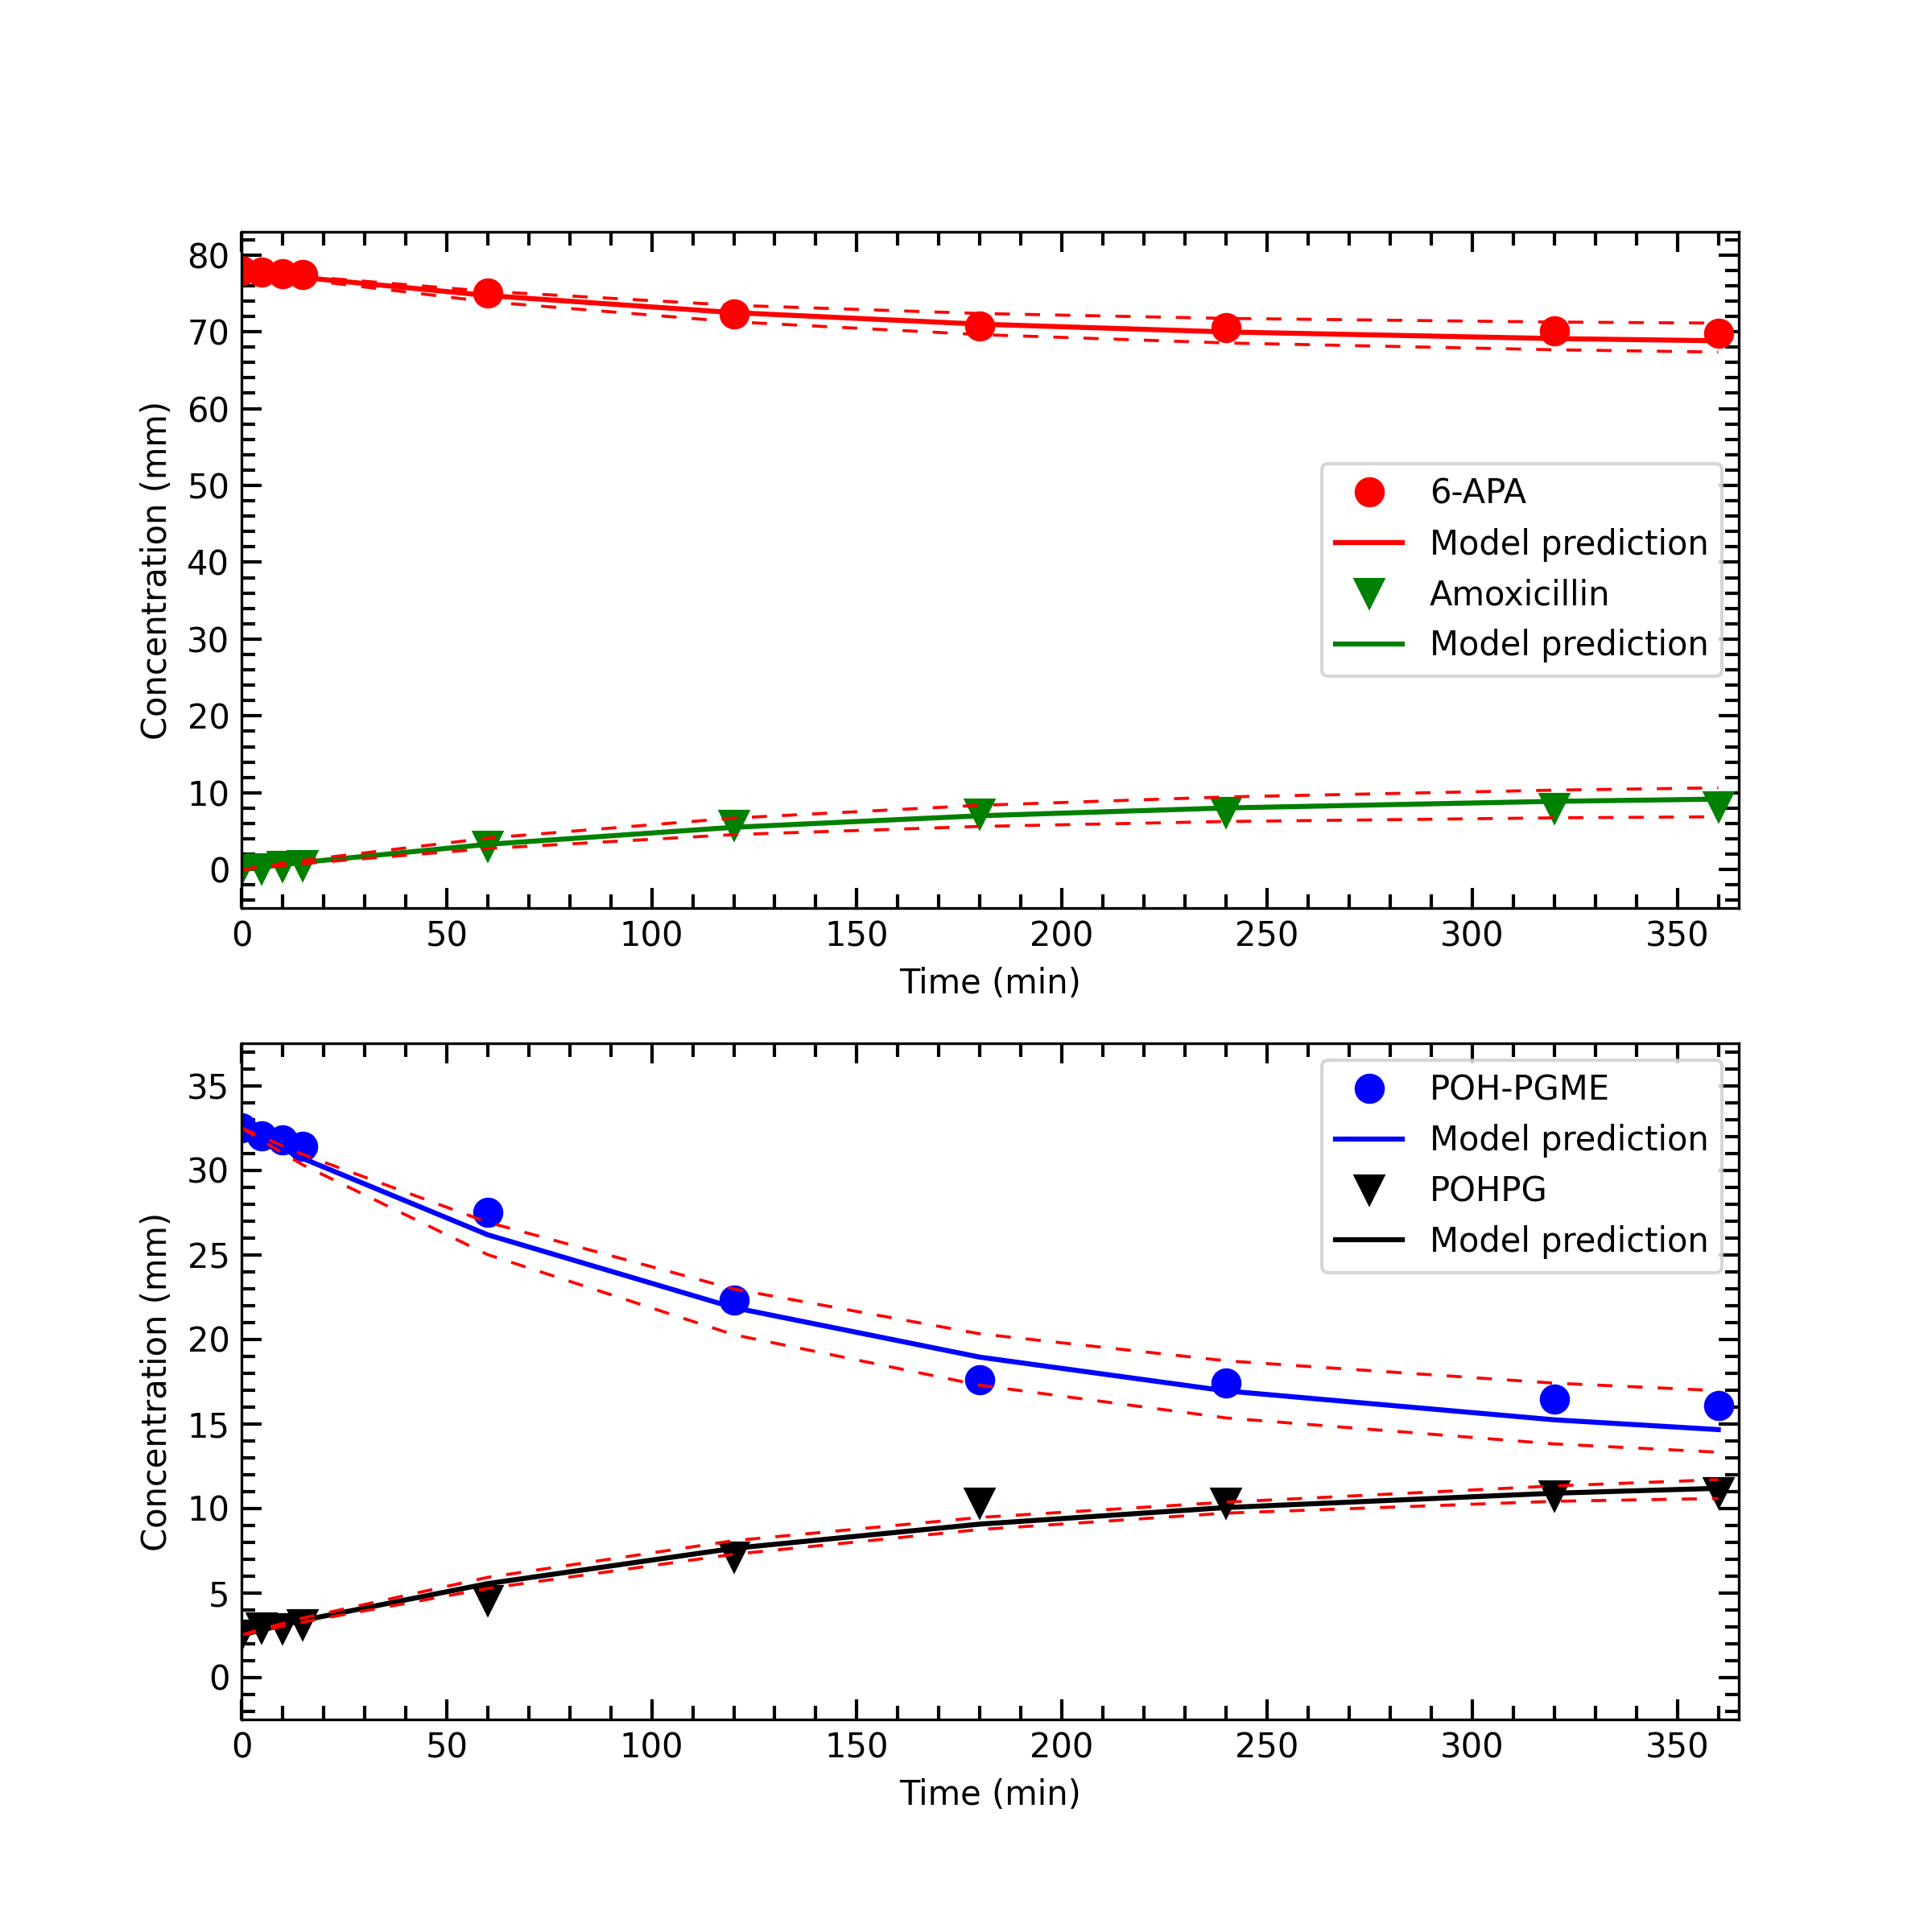 80
70
60
50
40
30
20
10
0
Concentration (mm)
6-APA
Model prediction
Amoxicillin
Model prediction
0 50 100 150 200 250 300 350
Time (min)
35
30
25
20
15
10
5
0
Concentration (mm)
POH-PGME
Model prediction
POHPG
Model prediction
0 50 100 150 200 250 300 350
Time (min)